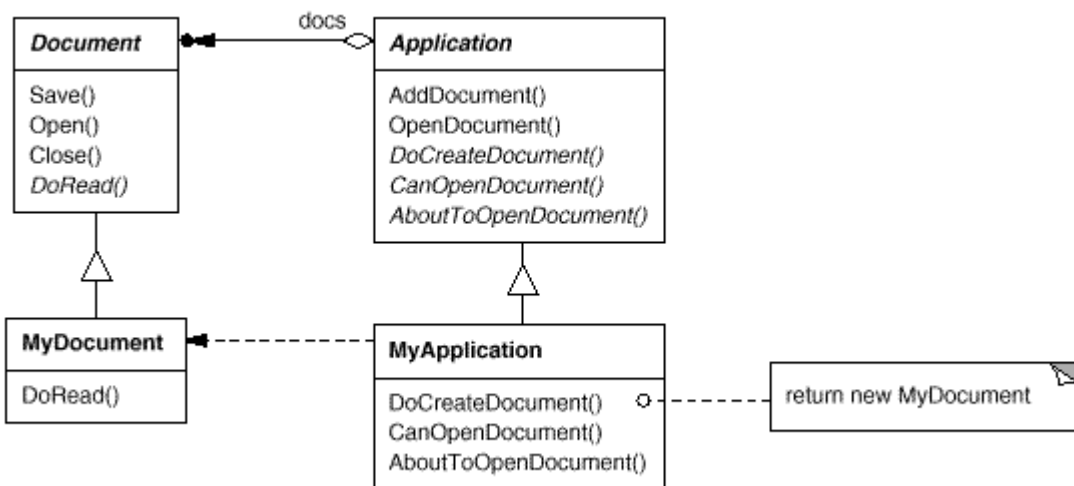 docs
Document
Save()
Open()
Close()
DoRead()
Application
AddDocument()
OpenDocument()
DoCreateDocument()
CanOpenDocument()
AboutToOpenDocument()
MyDocument
DoRead()
MyApplication
DoCreateDocument()
CanOpenDocument()
AboutToOpenDocument()
return new MyDocument